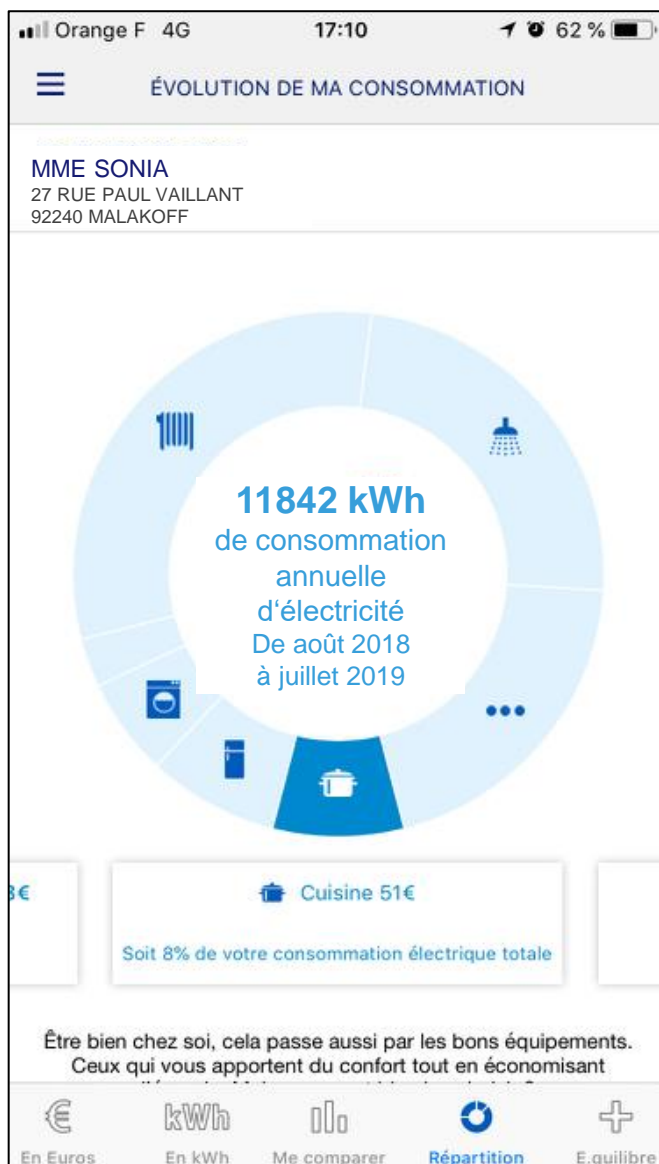 Orange F 4G 17:10 62 %
ÉVOLUTION DE MA CONSOMMATION
MME SONIA
27 RUE PAUL VAILLANT
92240 MALAKOFF
11842 kWh
de consommation
annuelle
d‘électricité
De août 2018
à juillet 2019
€
Cuisine 51€
Soit 8% de votre consommation électrique totale
Être bien chez soi, cela passe aussi par les bons équipements.
Ceux qui vous apportent du confort tout en économisant
€ kWh
En Euros En kWh Me comparer Répartition E.quilibre